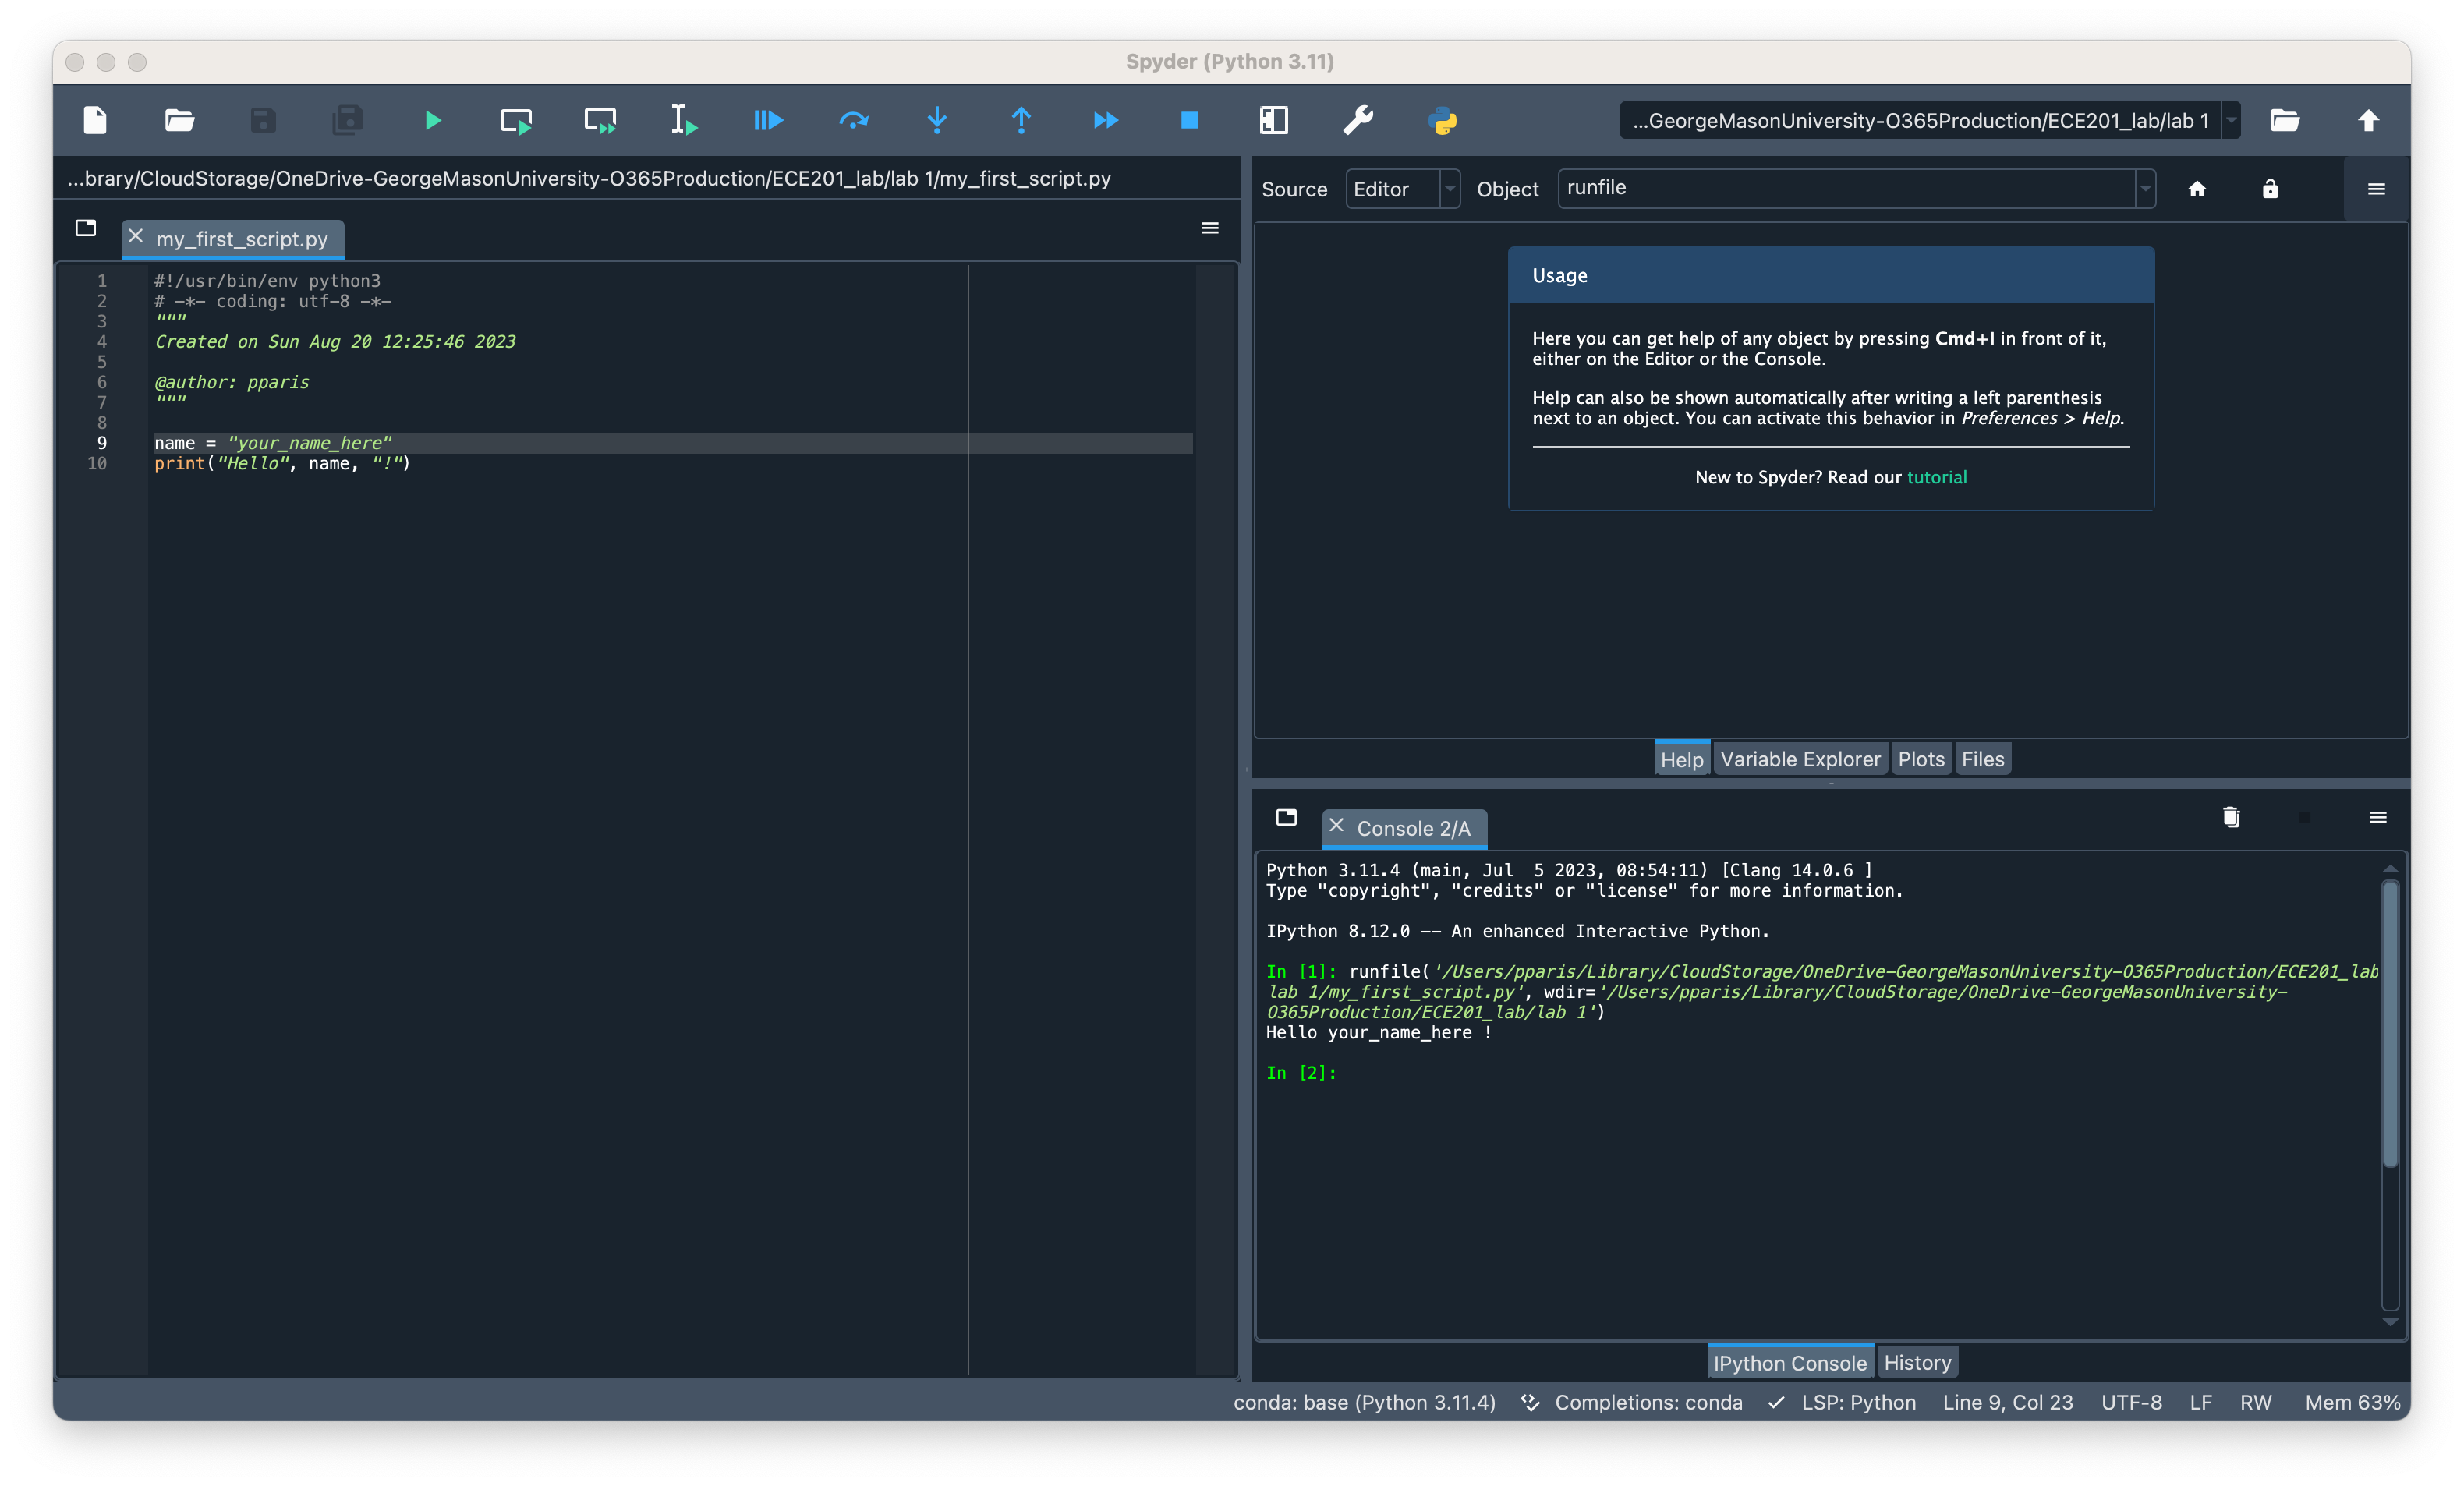 Spyder (Python 3.11)
...GeorgeMasonUniversity-O365Production/ECE201_lab/lab 1
...brary/CloudStorage/OneDrive-GeorgeMasonUniversity-O365Production/ECE201_lab/lab 1/my_first_script.py
my_first_script.py
1 #!/usr/bin/env python3
2 # -*- coding: utf-8 -*-
3 """
4 Created on Sun Aug 20 12:25:46 2023
5
6 @author: pparis
7 """
8
9 name = "your_name_here"
10 print("Hello", name, "!")
Source Editor Object runfile
Usage
Here you can get help of any object by pressing Cmd+I in front of it,
either on the Editor or the Console.
Help can also be shown automatically after writing a left parenthesis
next to an object. You can activate this behavior in Preferences > Help.
New to Spyder? Read our tutorial
Help Variable Explorer Plots Files
Console 2/A
Python 3.11.4 (main, Jul  5 2023, 08:54:11) [Clang 14.0.6 ]
Type "copyright", "credits" or "license" for more information.
IPython 8.12.0 -- An enhanced Interactive Python.
In [1]: runfile('/Users/pparis/Library/CloudStorage/OneDrive-GeorgeMasonUniversity-O365Production/ECE201_lab
lab 1/my_first_script.py', wdir='/Users/pparis/Library/CloudStorage/OneDrive-GeorgeMasonUniversity-
O365Production/ECE201_lab/lab 1')
Hello your_name_here !
In [2]:
IPython Console History
conda: base (Python 3.11.4) Completions: conda LSP: Python Line 9, Col 23 UTF-8 LF RW Mem 63%